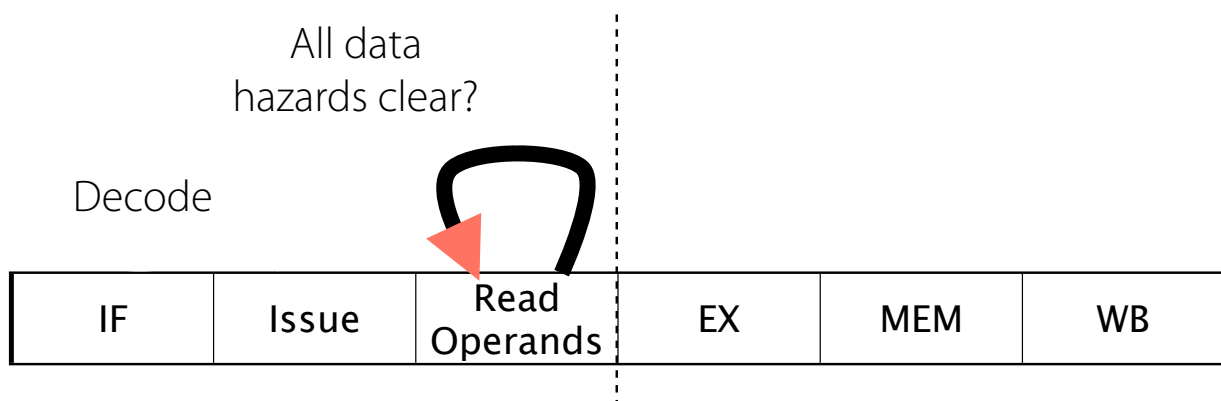 All data
hazards clear?
Decode
IF
Issue
Read
Operands
EX
MEM
WB